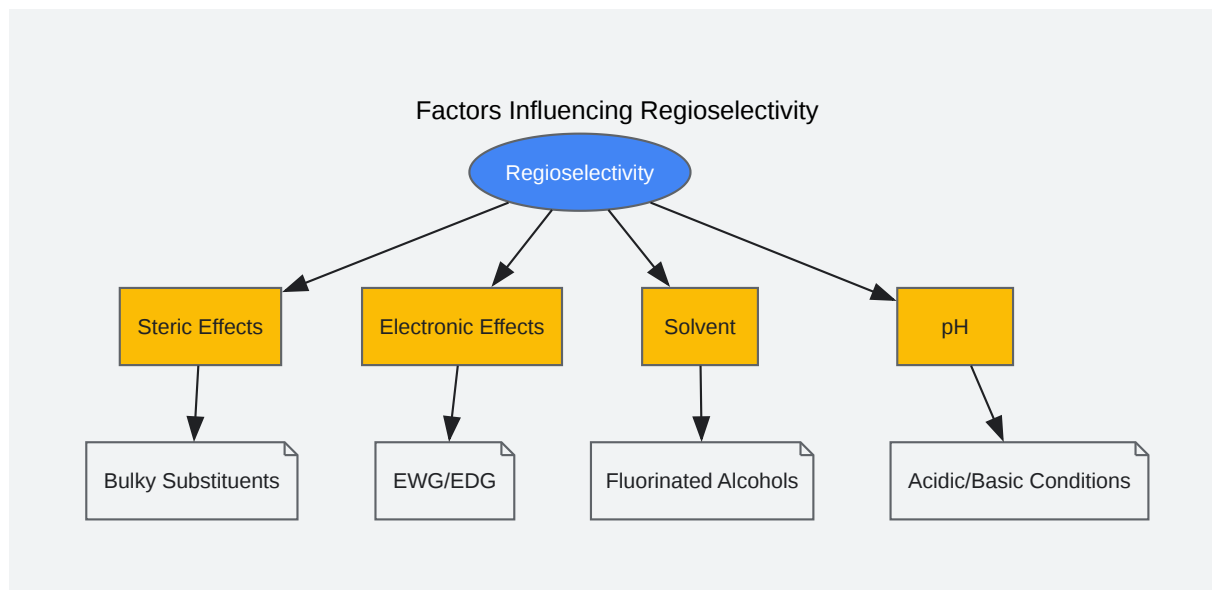 Factors Influencing Regioselectivity
Regioselectivity
Steric Effects
Electronic Effects
Solvent
pH
Bulky Substituents
EWG/EDG
Fluorinated Alcohols
Acidic/Basic Conditions